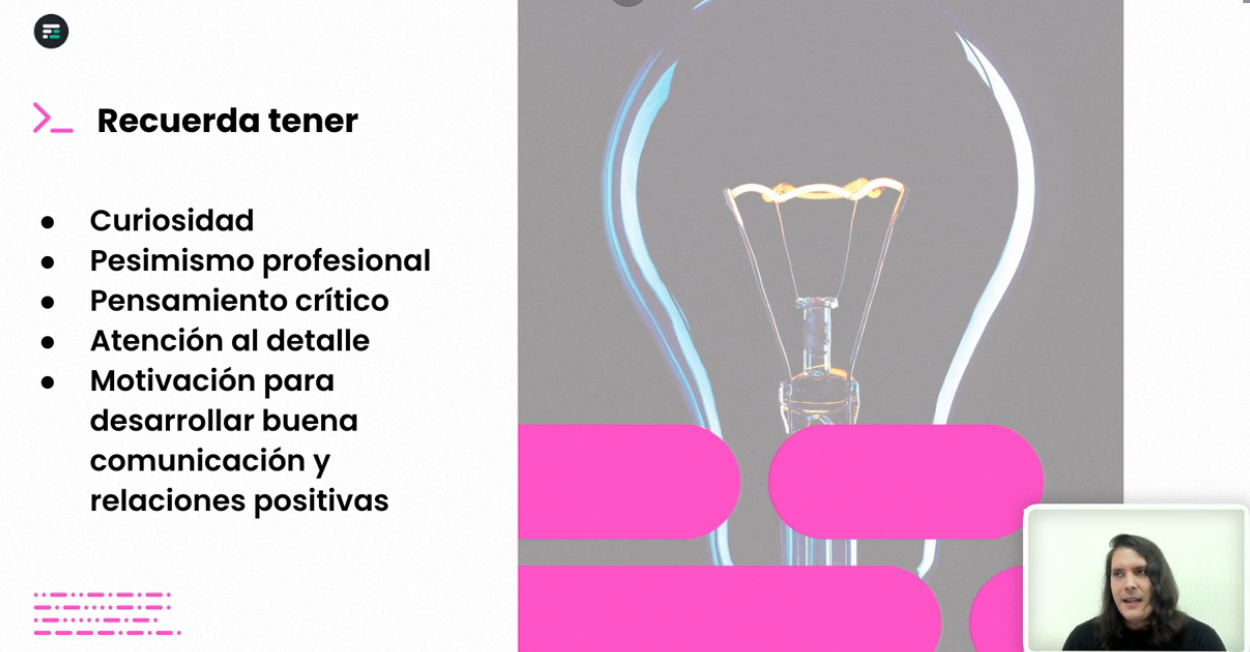 Recuerda tener
● Curiosidad
● Pesimismo profesional
● Pensamiento crítico
● Atención al detalle
● Motivación para
desarrollar buena
comunicación y
relaciones positivas